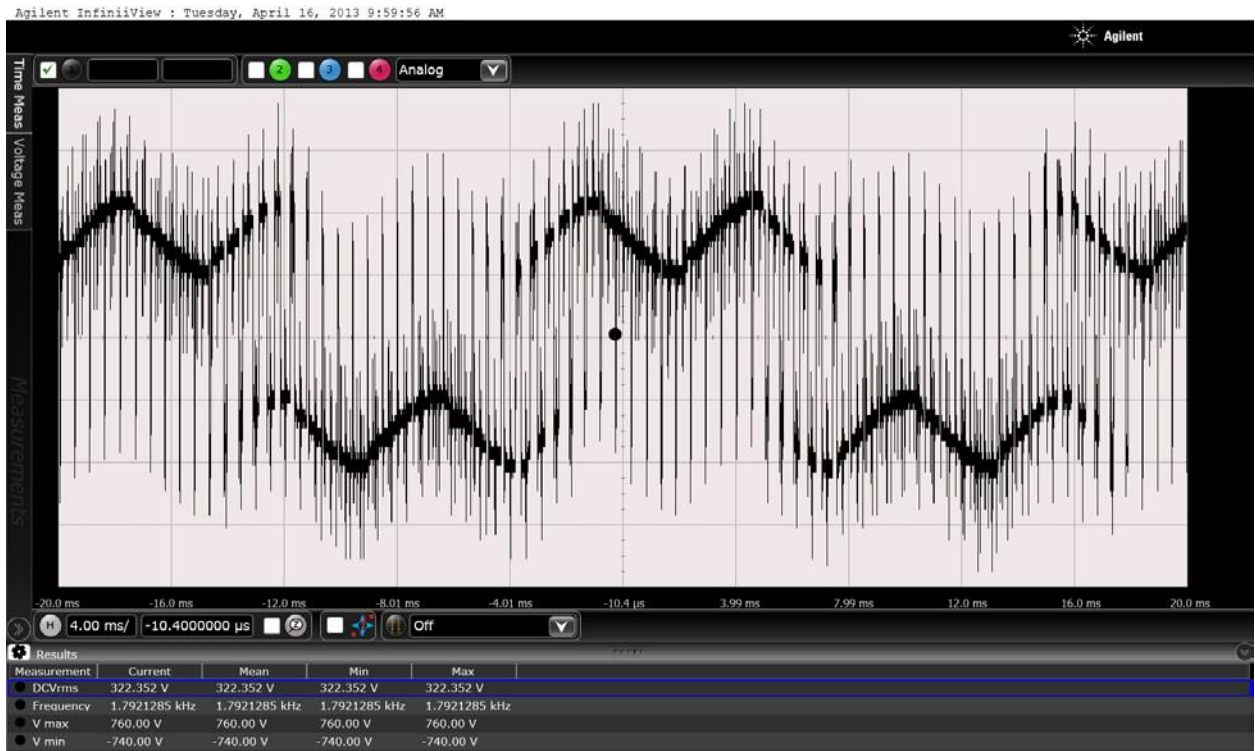 Agilent InfiniiView : Tuesday, April 16, 2013 9:59:56 AM
Agilent
Time Meas
Voltage Meas
Measurements
2 3 4 Analog
-20.0 ms -16.0 ms -12.0 ms -8.01 ms -4.01 ms -10.4 µs 3.99 ms 7.99 ms 12.0 ms 16.0 ms 20.0 ms
H 4.00 ms/ -10.4000000 µs Z Off
Results
Measurement Current Mean Min Max
DCVrms 322.352 V 322.352 V 322.352 V 322.352 V
Frequency 1.7921285 kHz 1.7921285 kHz 1.7921285 kHz 1.7921285 kHz
V max 760.00 V 760.00 V 760.00 V 760.00 V
V min -740.00 V -740.00 V -740.00 V -740.00 V